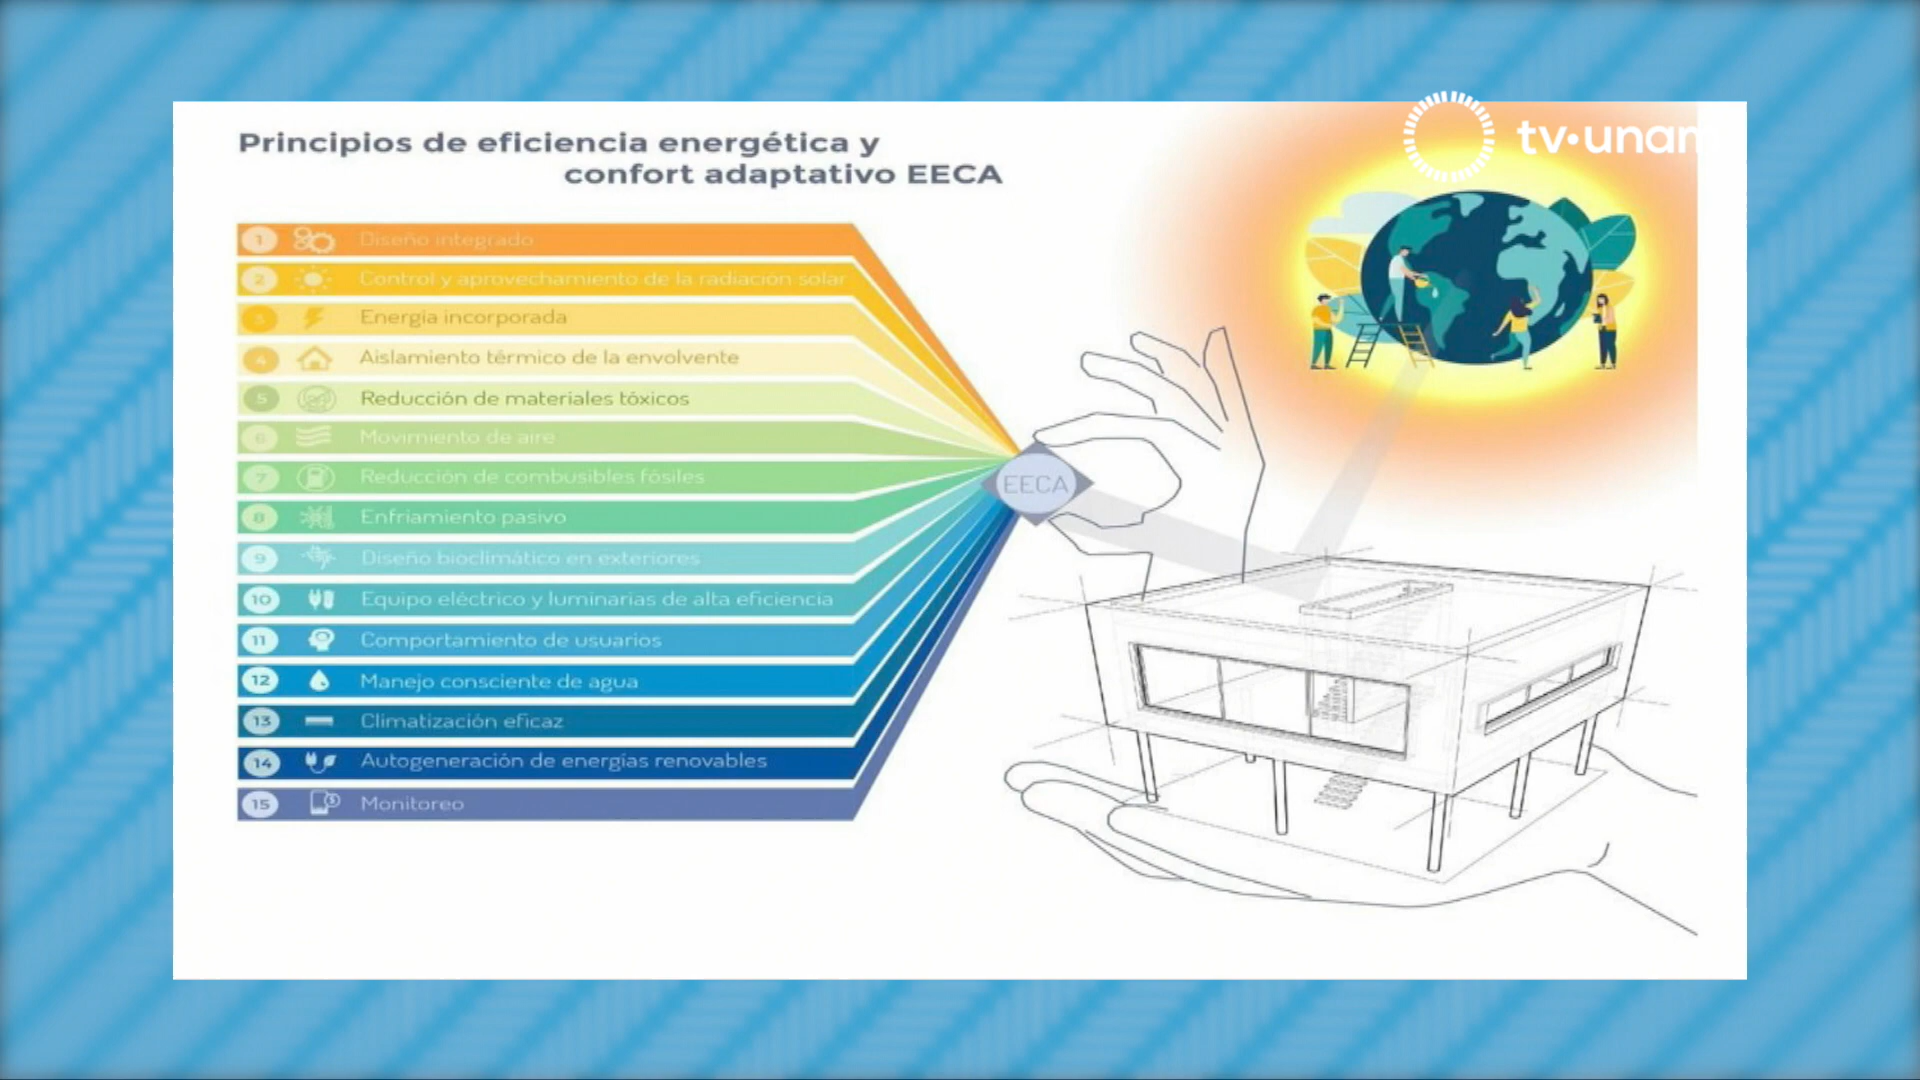 tv·unam
Principios de eficiencia energética y
confort adaptativo EECA
1 Diseño integrado
2 Control y aprovechamiento de la radiación solar
3 Energía incorporada
4 Aislamiento térmico de la envolvente
5 Reducción de materiales tóxicos
6 Movimiento de aire
7 Reducción de combusibles fósiles
8 Enfriamiento pasivo
9 Diseño bioclimático en exteriores
10 Equipo eléctrico y luminarias de alta eficiencia
11 Comportamiento de usuarios
12 Manejo consciente de agua
13 Climatización eficaz
14 Autogeneración de energías renovables
15 Monitoreo
EECA